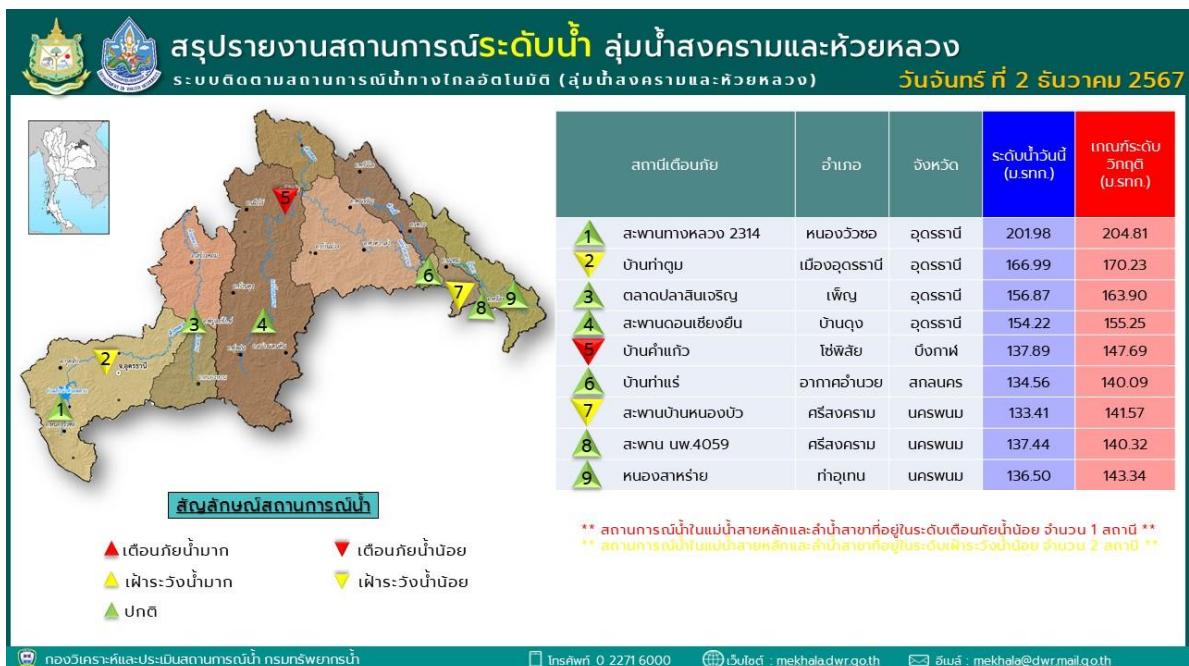 สรุปรายงานสถานการณ์ระดับน้ำ ลุ่มน้ำสงครามและห้วยหลวง
ระบบติดตามสถานการณ์น้ำทางไกลอัตโนมัติ (ลุ่มน้ำสงครามและห้วยหลวง) วันจันทร์ ที่ 2 ธันวาคม 2567
สถานีเตือนภัย อำเภอ จังหวัด ระดับน้ำวันนี้ (ม.รทก.) เกณฑ์ระดับวิกฤติ (ม.รทก.)
1 สะพานทางหลวง 2314 หนองวัวซอ อุดรธานี 201.98 204.81
2 บ้านท่าตูม เมืองอุดรธานี อุดรธานี 166.99 170.23
3 ตลาดปลาสินเจริญ เพ็ญ อุดรธานี 156.87 163.90
4 สะพานดอนเชียงยืน บ้านดุง อุดรธานี 154.22 155.25
5 บ้านคำแก้ว โซ่พิสัย บึงกาฬ 137.89 147.69
6 บ้านท่าแร่ อากาศอำนวย สกลนคร 134.56 140.09
7 สะพานบ้านหนองบัว ศรีสงคราม นครพนม 133.41 141.57
8 สะพาน นพ.4059 ศรีสงคราม นครพนม 137.44 140.32
9 หนองสาหร่าย ท่าอุเทน นครพนม 136.50 143.34
5
6
7
8
9
3
4
2
จ.อุดรธานี
1
สัญลักษณ์สถานการณ์น้ำ
เตือนภัยน้ำมาก เตือนภัยน้ำน้อย
เฝ้าระวังน้ำมาก เฝ้าระวังน้ำน้อย
ปกติ
** สถานการณ์น้ำในแม่น้ำสายหลักและลำน้ำสาขาที่อยู่ในระดับเตือนภัยน้ำน้อย จำนวน 1 สถานี **
** สถานการณ์น้ำในแม่น้ำสายหลักและลำน้ำสาขาที่อยู่ในระดับเฝ้าระวังน้ำน้อย จำนวน 2 สถานี **
กองวิเคราะห์และประเมินสถานการณ์น้ำ กรมทรัพยากรน้ำ โทรศัพท์ 0 2271 6000 เว็บไซต์ : mekhala.dwr.go.th อีเมล์ : mekhala@dwr.mail.go.th